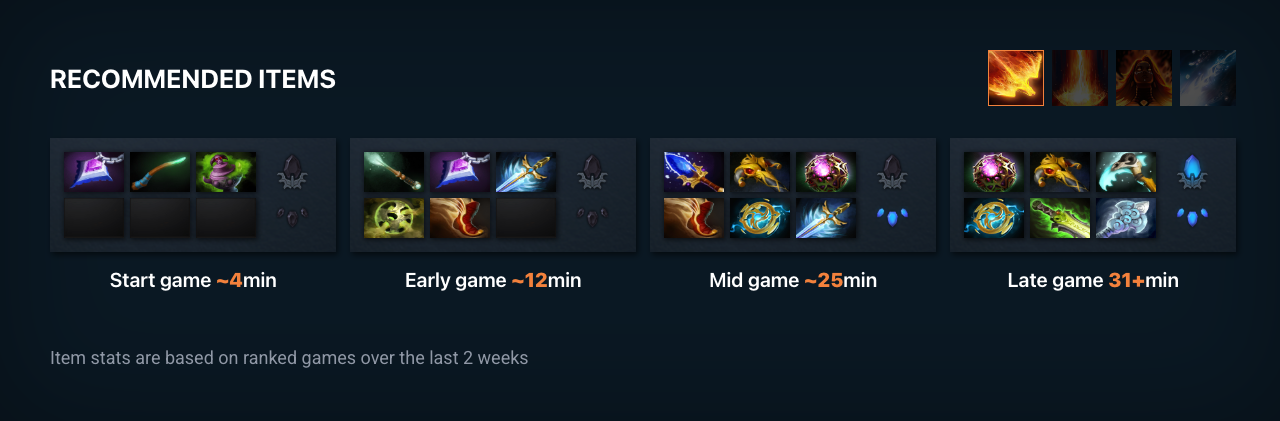 RECOMMENDED ITEMS
Start game ~4min
Early game ~12min
Mid game ~25min
Late game 31+min
Item stats are based on ranked games over the last 2 weeks